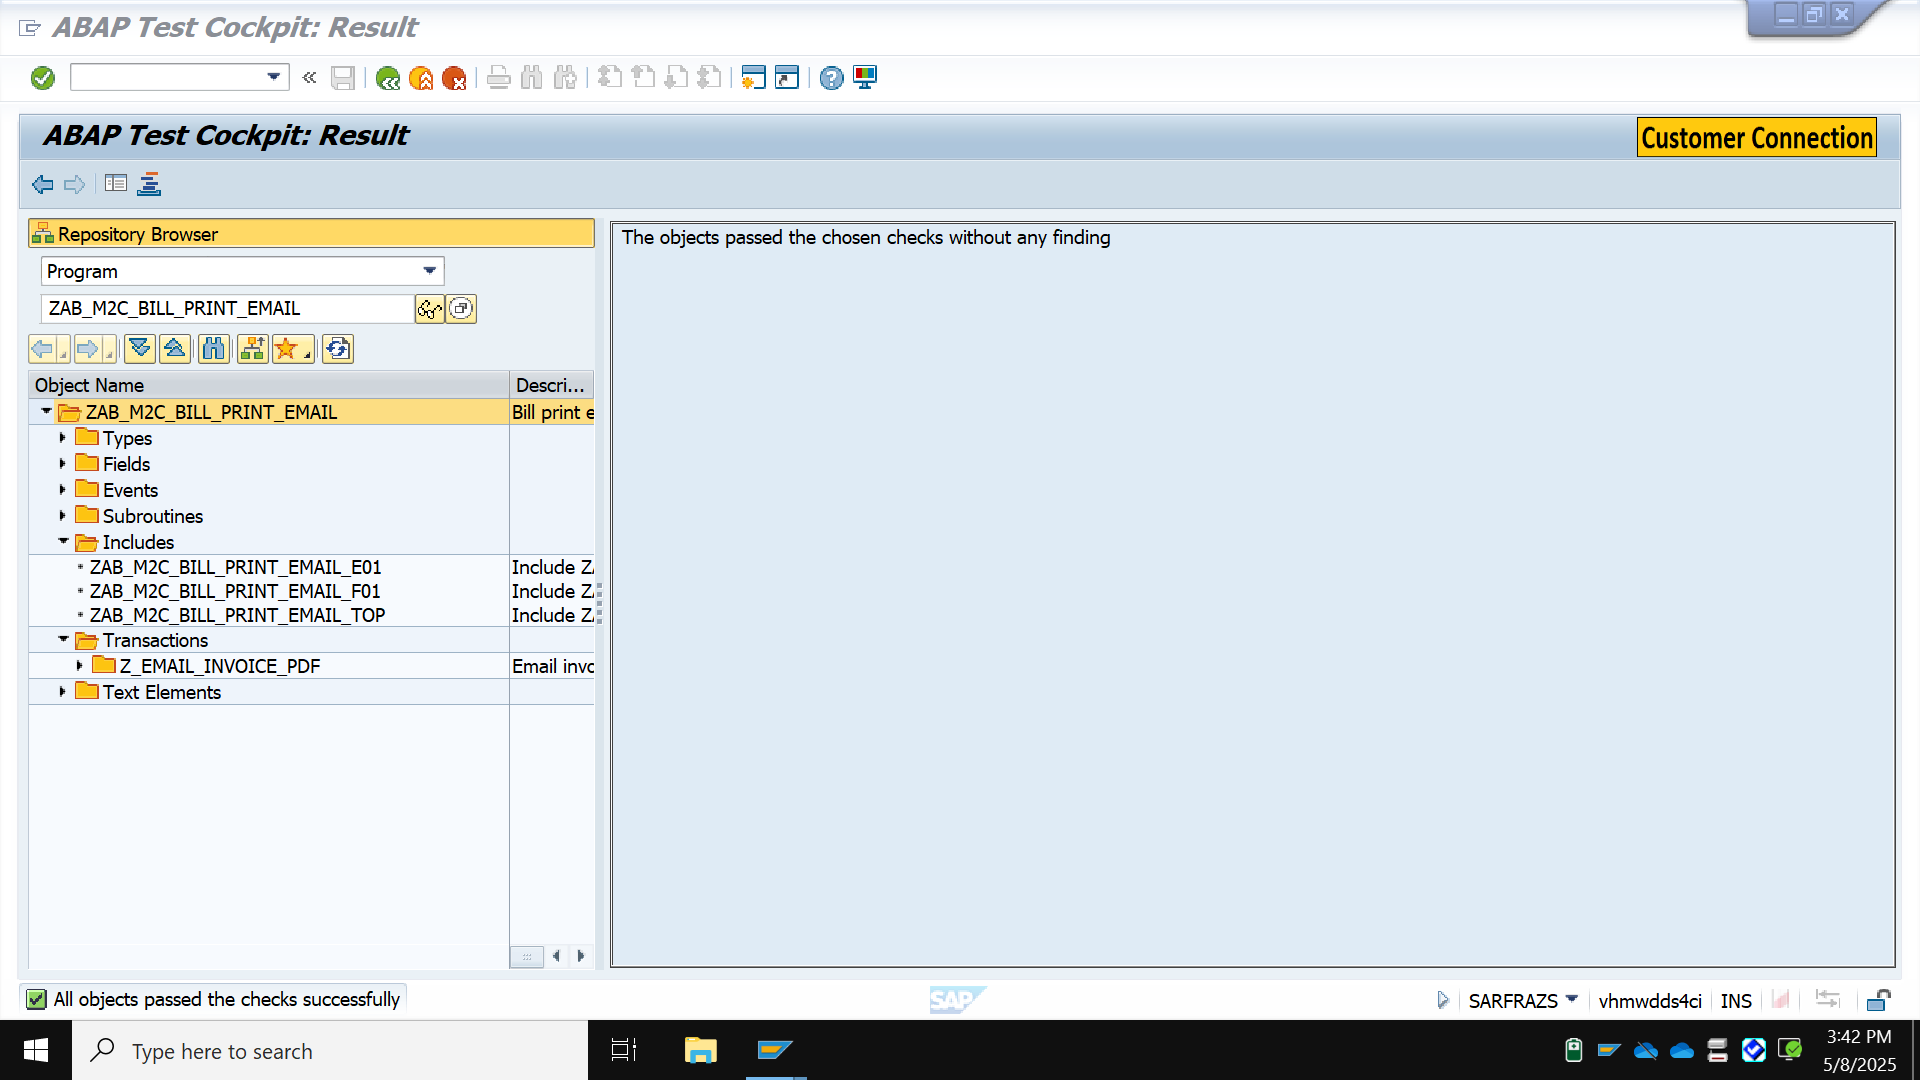 ABAP Test Cockpit: Result
ABAP Test Cockpit: Result
Customer Connection
Repository Browser
Program
ZAB_M2C_BILL_PRINT_EMAIL
Object Name Descri...
ZAB_M2C_BILL_PRINT_EMAIL Bill print e
Types
Fields
Events
Subroutines
Includes
ZAB_M2C_BILL_PRINT_EMAIL_E01 Include ZA
ZAB_M2C_BILL_PRINT_EMAIL_F01 Include ZA
ZAB_M2C_BILL_PRINT_EMAIL_TOP Include ZA
Transactions
Z_EMAIL_INVOICE_PDF Email invo
Text Elements
The objects passed the chosen checks without any finding
All objects passed the checks successfully
SAP
SARFRAZS vhmwdds4ci INS
Type here to search
3:42 PM
5/8/2025